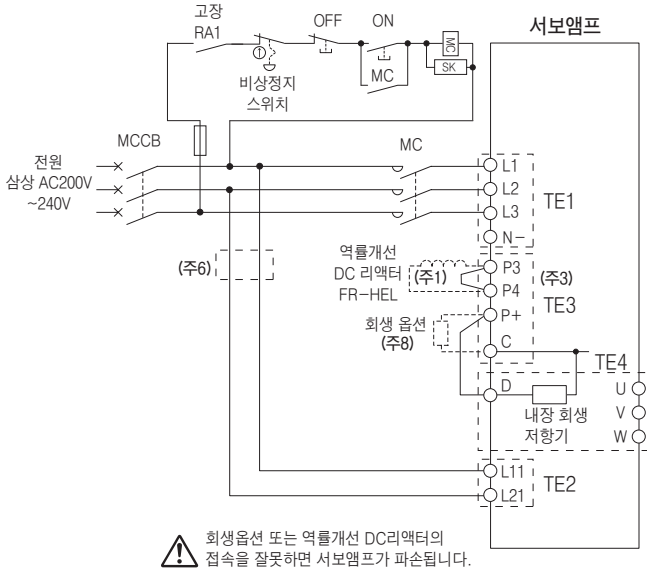 고장
RA1
①
비상정지
스위치
OFF
ON
MC
MC
SK
서보앰프
MCCB
MC
전원
삼상 AC200V
~240V
L1
L2
L3
N-
TE1
(주6)
역률개선
DC 리액터
FR-HEL
(주1)
P3
P4
P+
C
(주3)
TE3
회생 옵션
(주8)
TE4
D
내장 회생
저항기
U
V
W
L11
L21
TE2
회생옵션 또는 역률개선 DC리액터의
접속을 잘못하면 서보앰프가 파손됩니다.